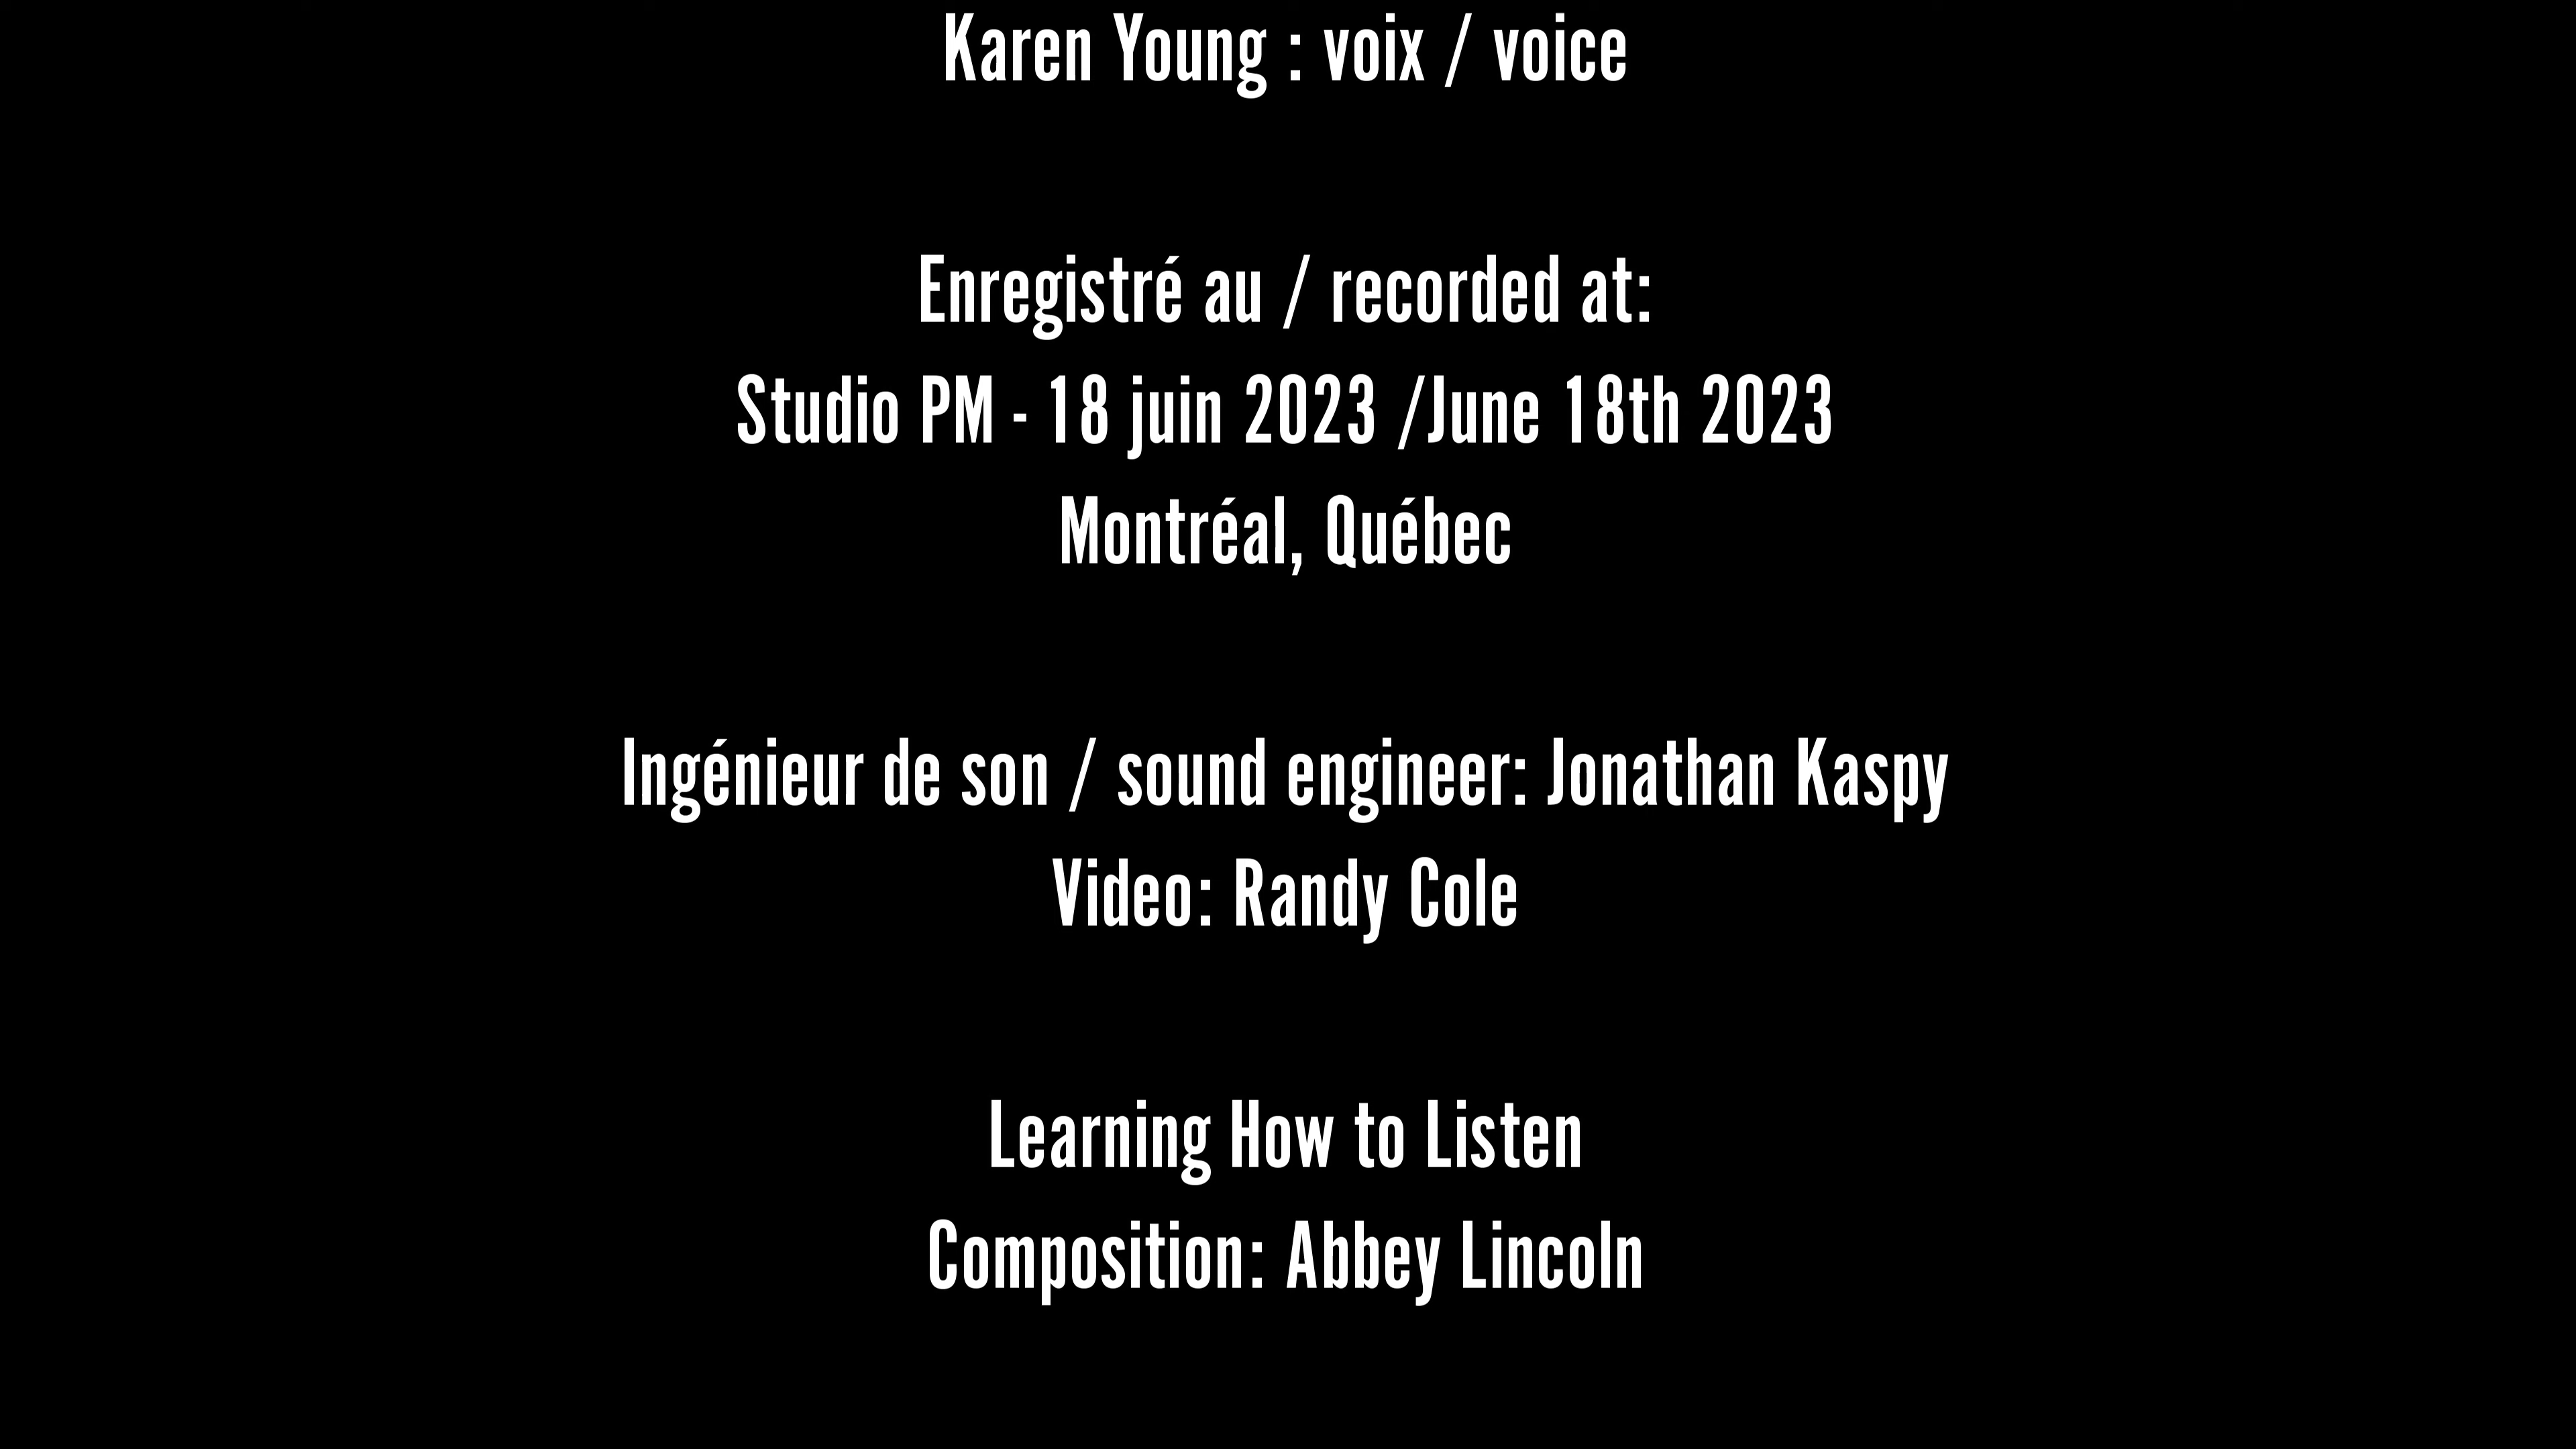 Karen Young : voix / voice
Enregistré au / recorded at:
Studio PM - 18 juin 2023 /June 18th 2023
Montréal, Québec
Ingénieur de son / sound engineer: Jonathan Kaspy
Video: Randy Cole
Learning How to Listen
Composition: Abbey Lincoln